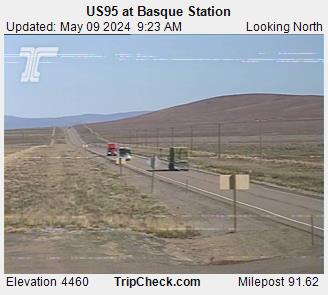 US95 at Basque Station
Updated: May 09 2024 9:23 AM Looking North
Elevation 4460 TripCheck.com Milepost 91.62